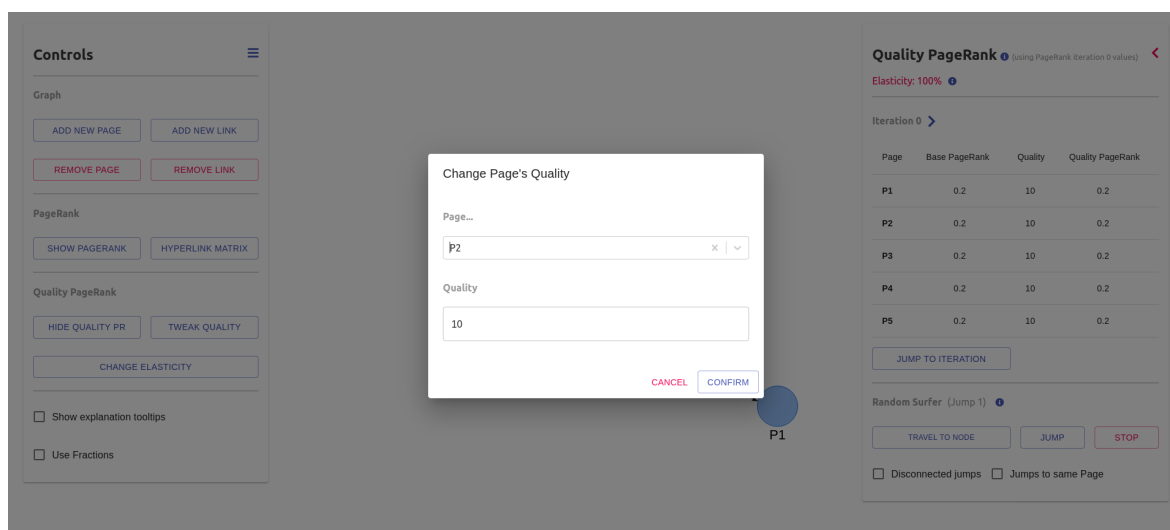 Controls
Graph
ADD NEW PAGE ADD NEW LINK
REMOVE PAGE REMOVE LINK
PageRank
SHOW PAGERANK HYPERLINK MATRIX
Quality PageRank
HIDE QUALITY PR TWEAK QUALITY
CHANGE ELASTICITY
Show explanation tooltips
Use Fractions
Change Page's Quality
Page...
P2
Quality
10
CANCEL CONFIRM
P1
Quality PageRank (using PageRank iteration 0 values)
Elasticity: 100%
Iteration 0
Page Base PageRank Quality Quality PageRank
P1 0.2 10 0.2
P2 0.2 10 0.2
P3 0.2 10 0.2
P4 0.2 10 0.2
P5 0.2 10 0.2
JUMP TO ITERATION
Random Surfer (Jump 1)
TRAVEL TO NODE JUMP STOP
Disconnected jumps Jumps to same Page